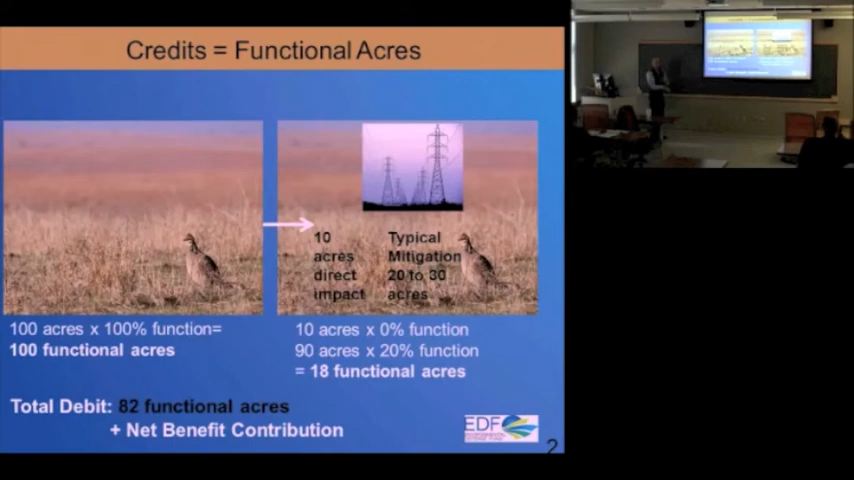 Credits = Functional Acres
10 acres direct impact
Typical Mitigation 20 to 30 acres
100 acres x 100% function=
100 functional acres
10 acres x 0% function
90 acres x 20% function
= 18 functional acres
Total Debit: 82 functional acres
+ Net Benefit Contribution
EDF
2